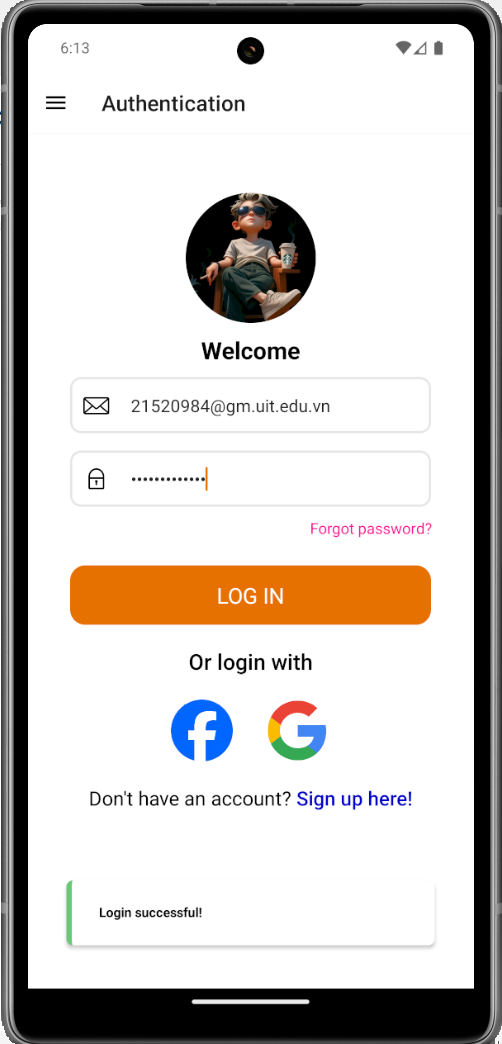 6:13
Authentication
Welcome
21520984@gm.uit.edu.vn
•••••••••••••
Forgot password?
LOG IN
Or login with
Don't have an account? Sign up here!
Login successful!